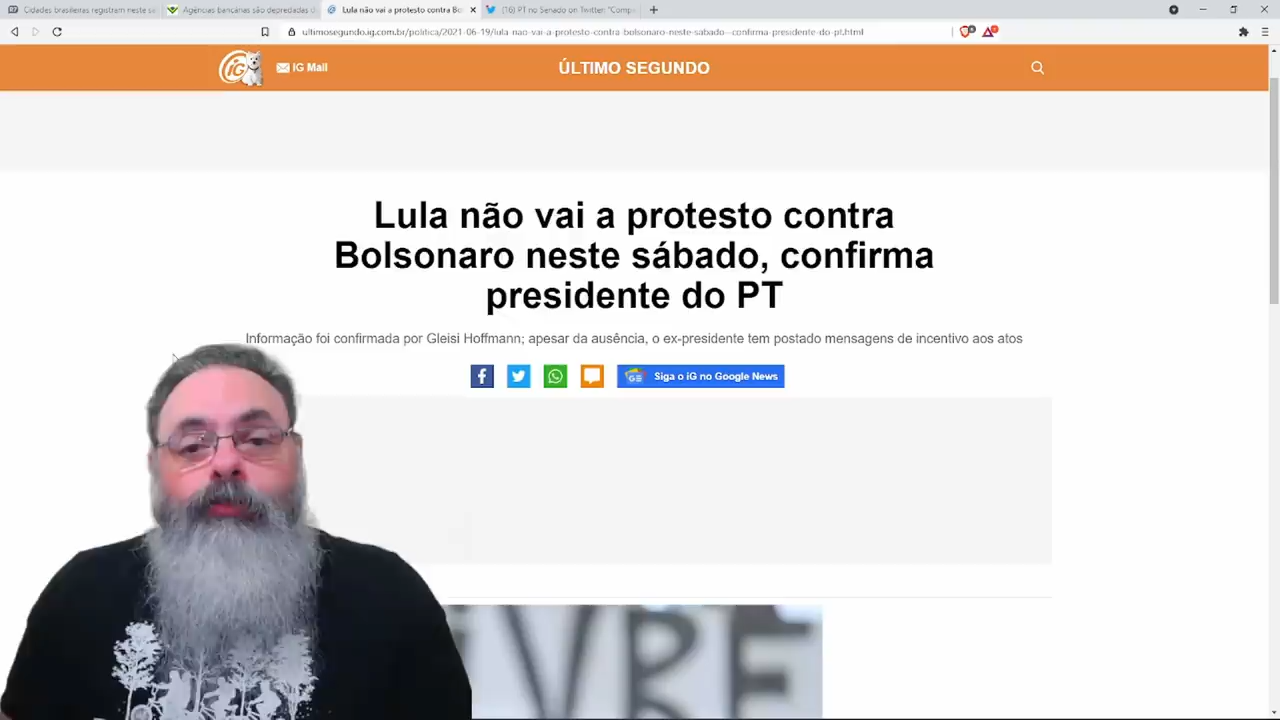 Cidades brasileiras registram neste sá
Agências bancárias são depredadas d
Lula não vai a protesto contra Bo
(16) PT no Senado on Twitter: "Comp
ultimosegundo.ig.com.br/politica/2021-06-19/lula-nao-vai-a-protesto-contra-bolsonaro-neste-sabado--confirma-presidente-do-pt.html
iG
iG Mail
ÚLTIMO SEGUNDO
Lula não vai a protesto contra
Bolsonaro neste sábado, confirma
presidente do PT
Informação foi confirmada por Gleisi Hoffmann; apesar da ausência, o ex-presidente tem postado mensagens de incentivo aos atos
Siga o iG no Google News